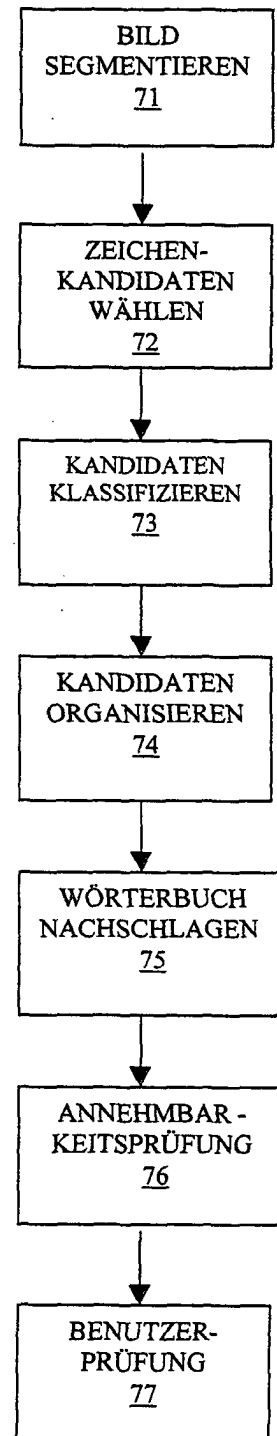 BILD
SEGMENTIEREN
71
ZEICHEN-
KANDIDATEN
WÄHLEN
72
KANDIDATEN
KLASSIFIZIEREN
73
KANDIDATEN
ORGANISIEREN
74
WÖRTERBUCH
NACHSCHLAGEN
75
ANNEHMBAR-
KEITSPRÜFUNG
76
BENUTZER-
PRÜFUNG
77